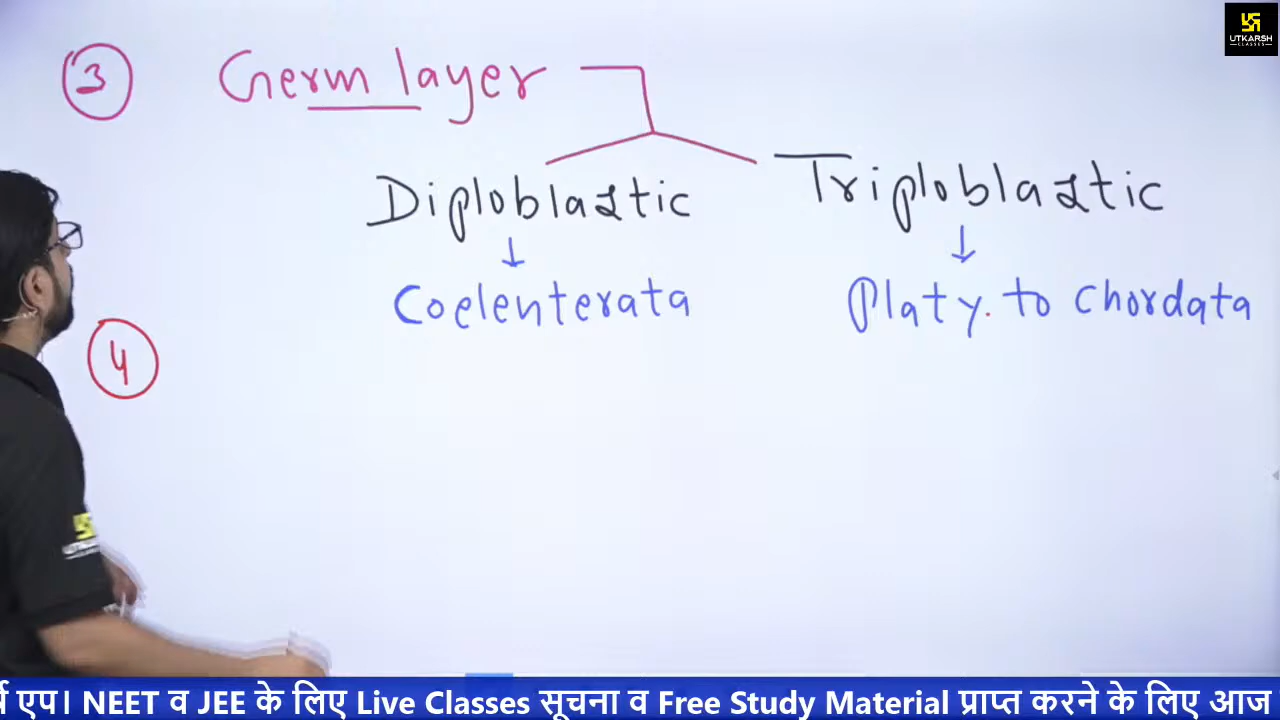 UTKARSH
CLASSES
3 Germ layer
Diploblastic Triploblastic
↓ ↓
Coelenterata Platy. to Chordata
4
UTKARSH
र्ष एप। NEET व JEE के लिए Live Classes सूचना व Free Study Material प्राप्त करने के लिए आज